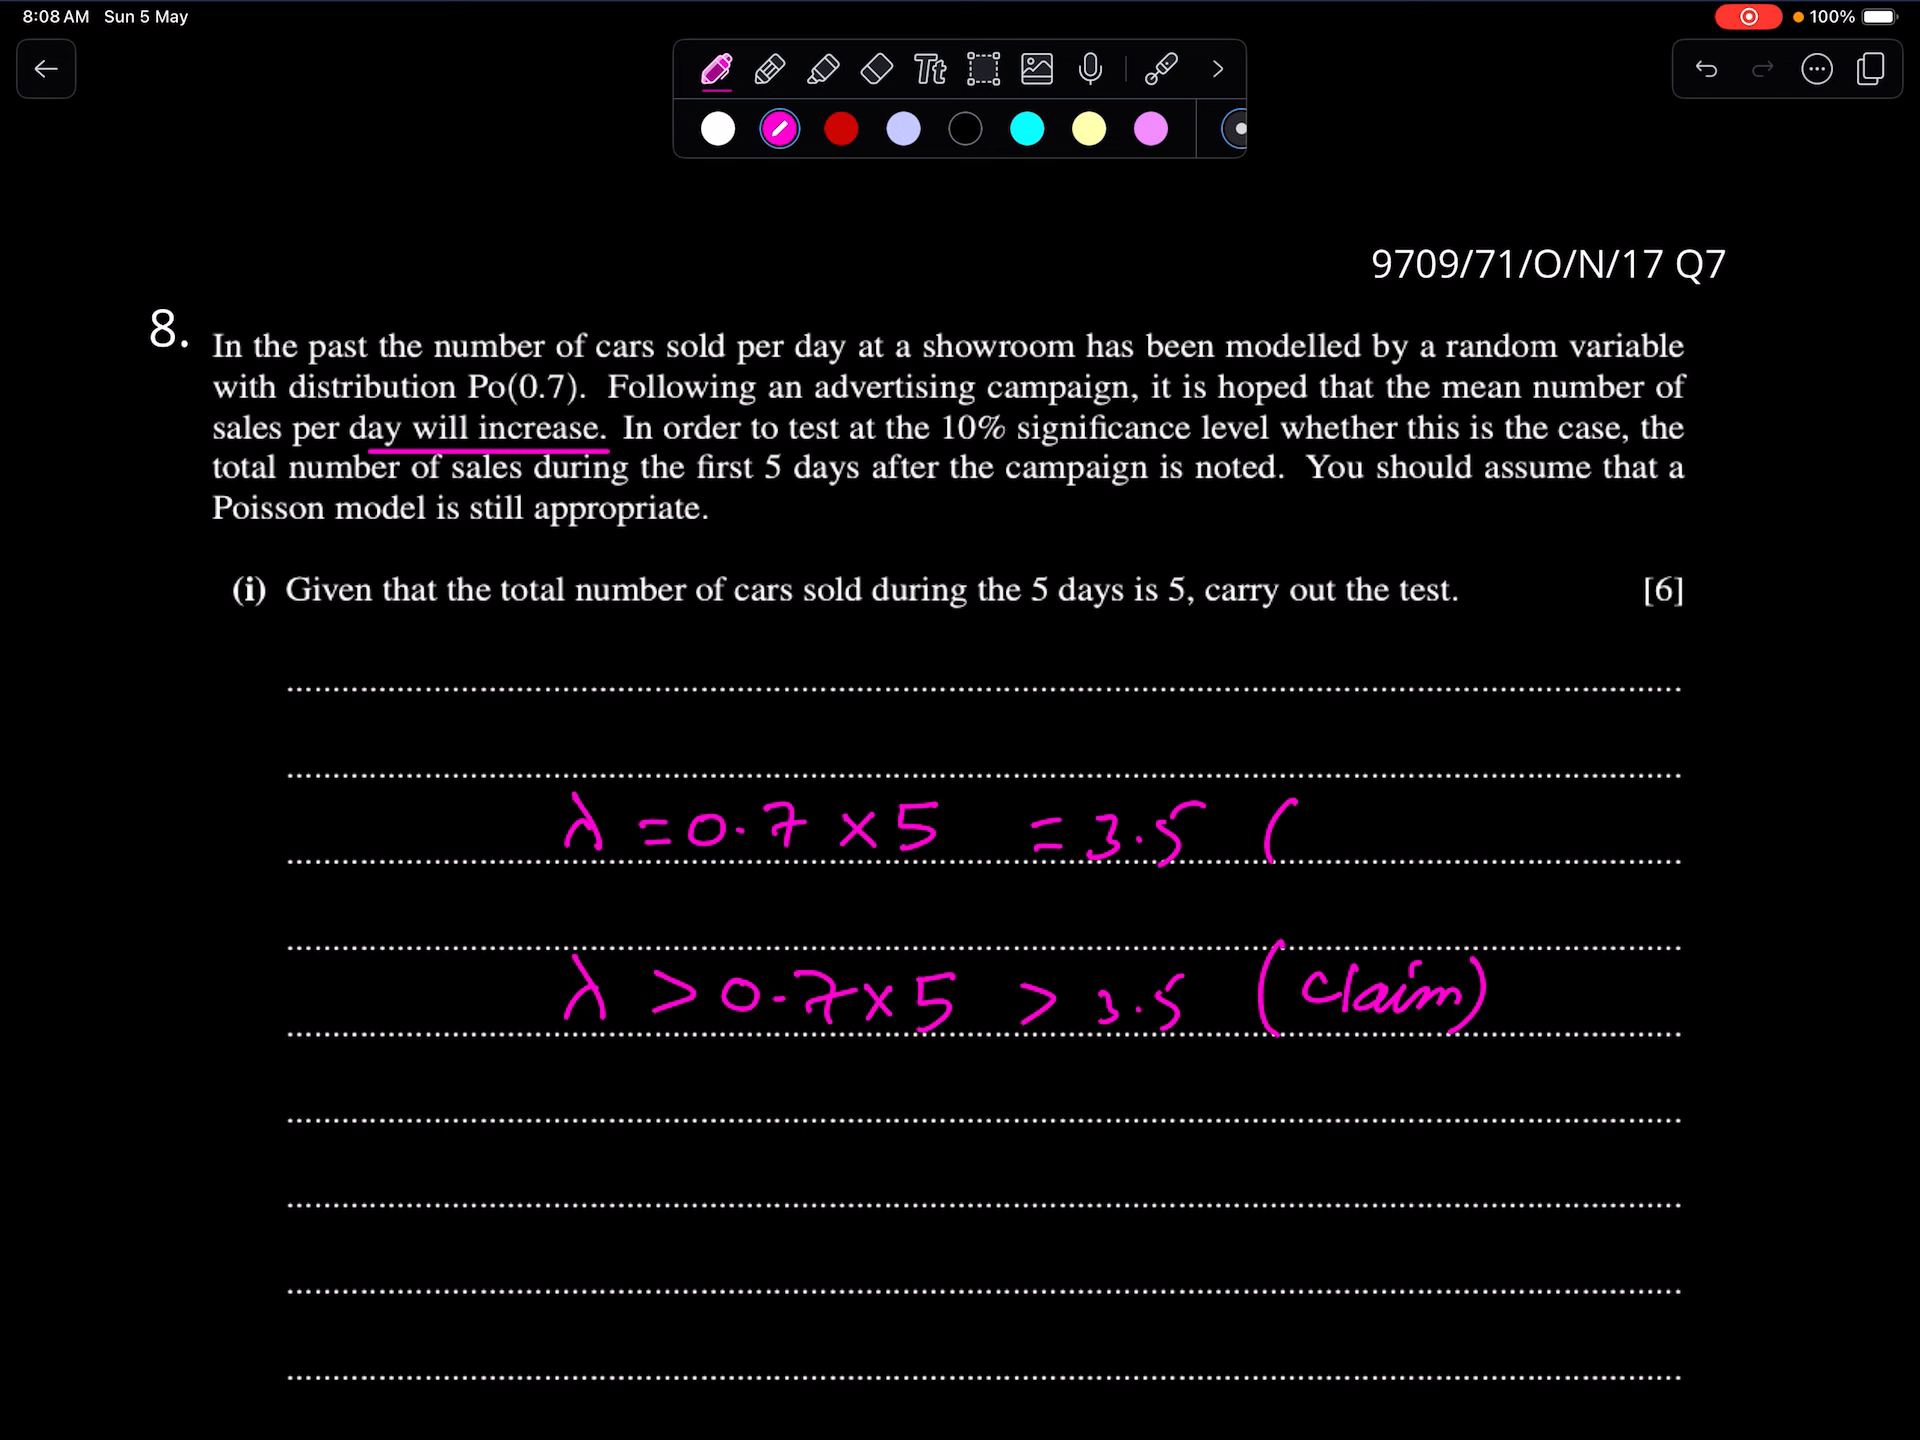 8:08 AM Sun 5 May
100%
Tt
9709/71/O/N/17 Q7
8.
In the past the number of cars sold per day at a showroom has been modelled by a random variable
with distribution Po(0.7). Following an advertising campaign, it is hoped that the mean number of
sales per day will increase. In order to test at the 10% significance level whether this is the case, the
total number of sales during the first 5 days after the campaign is noted. You should assume that a
Poisson model is still appropriate.
(i) Given that the total number of cars sold during the 5 days is 5, carry out the test. [6]
λ = 0.7 × 5 = 3.5 (
λ > 0.7 × 5 > 3.5 (claim)